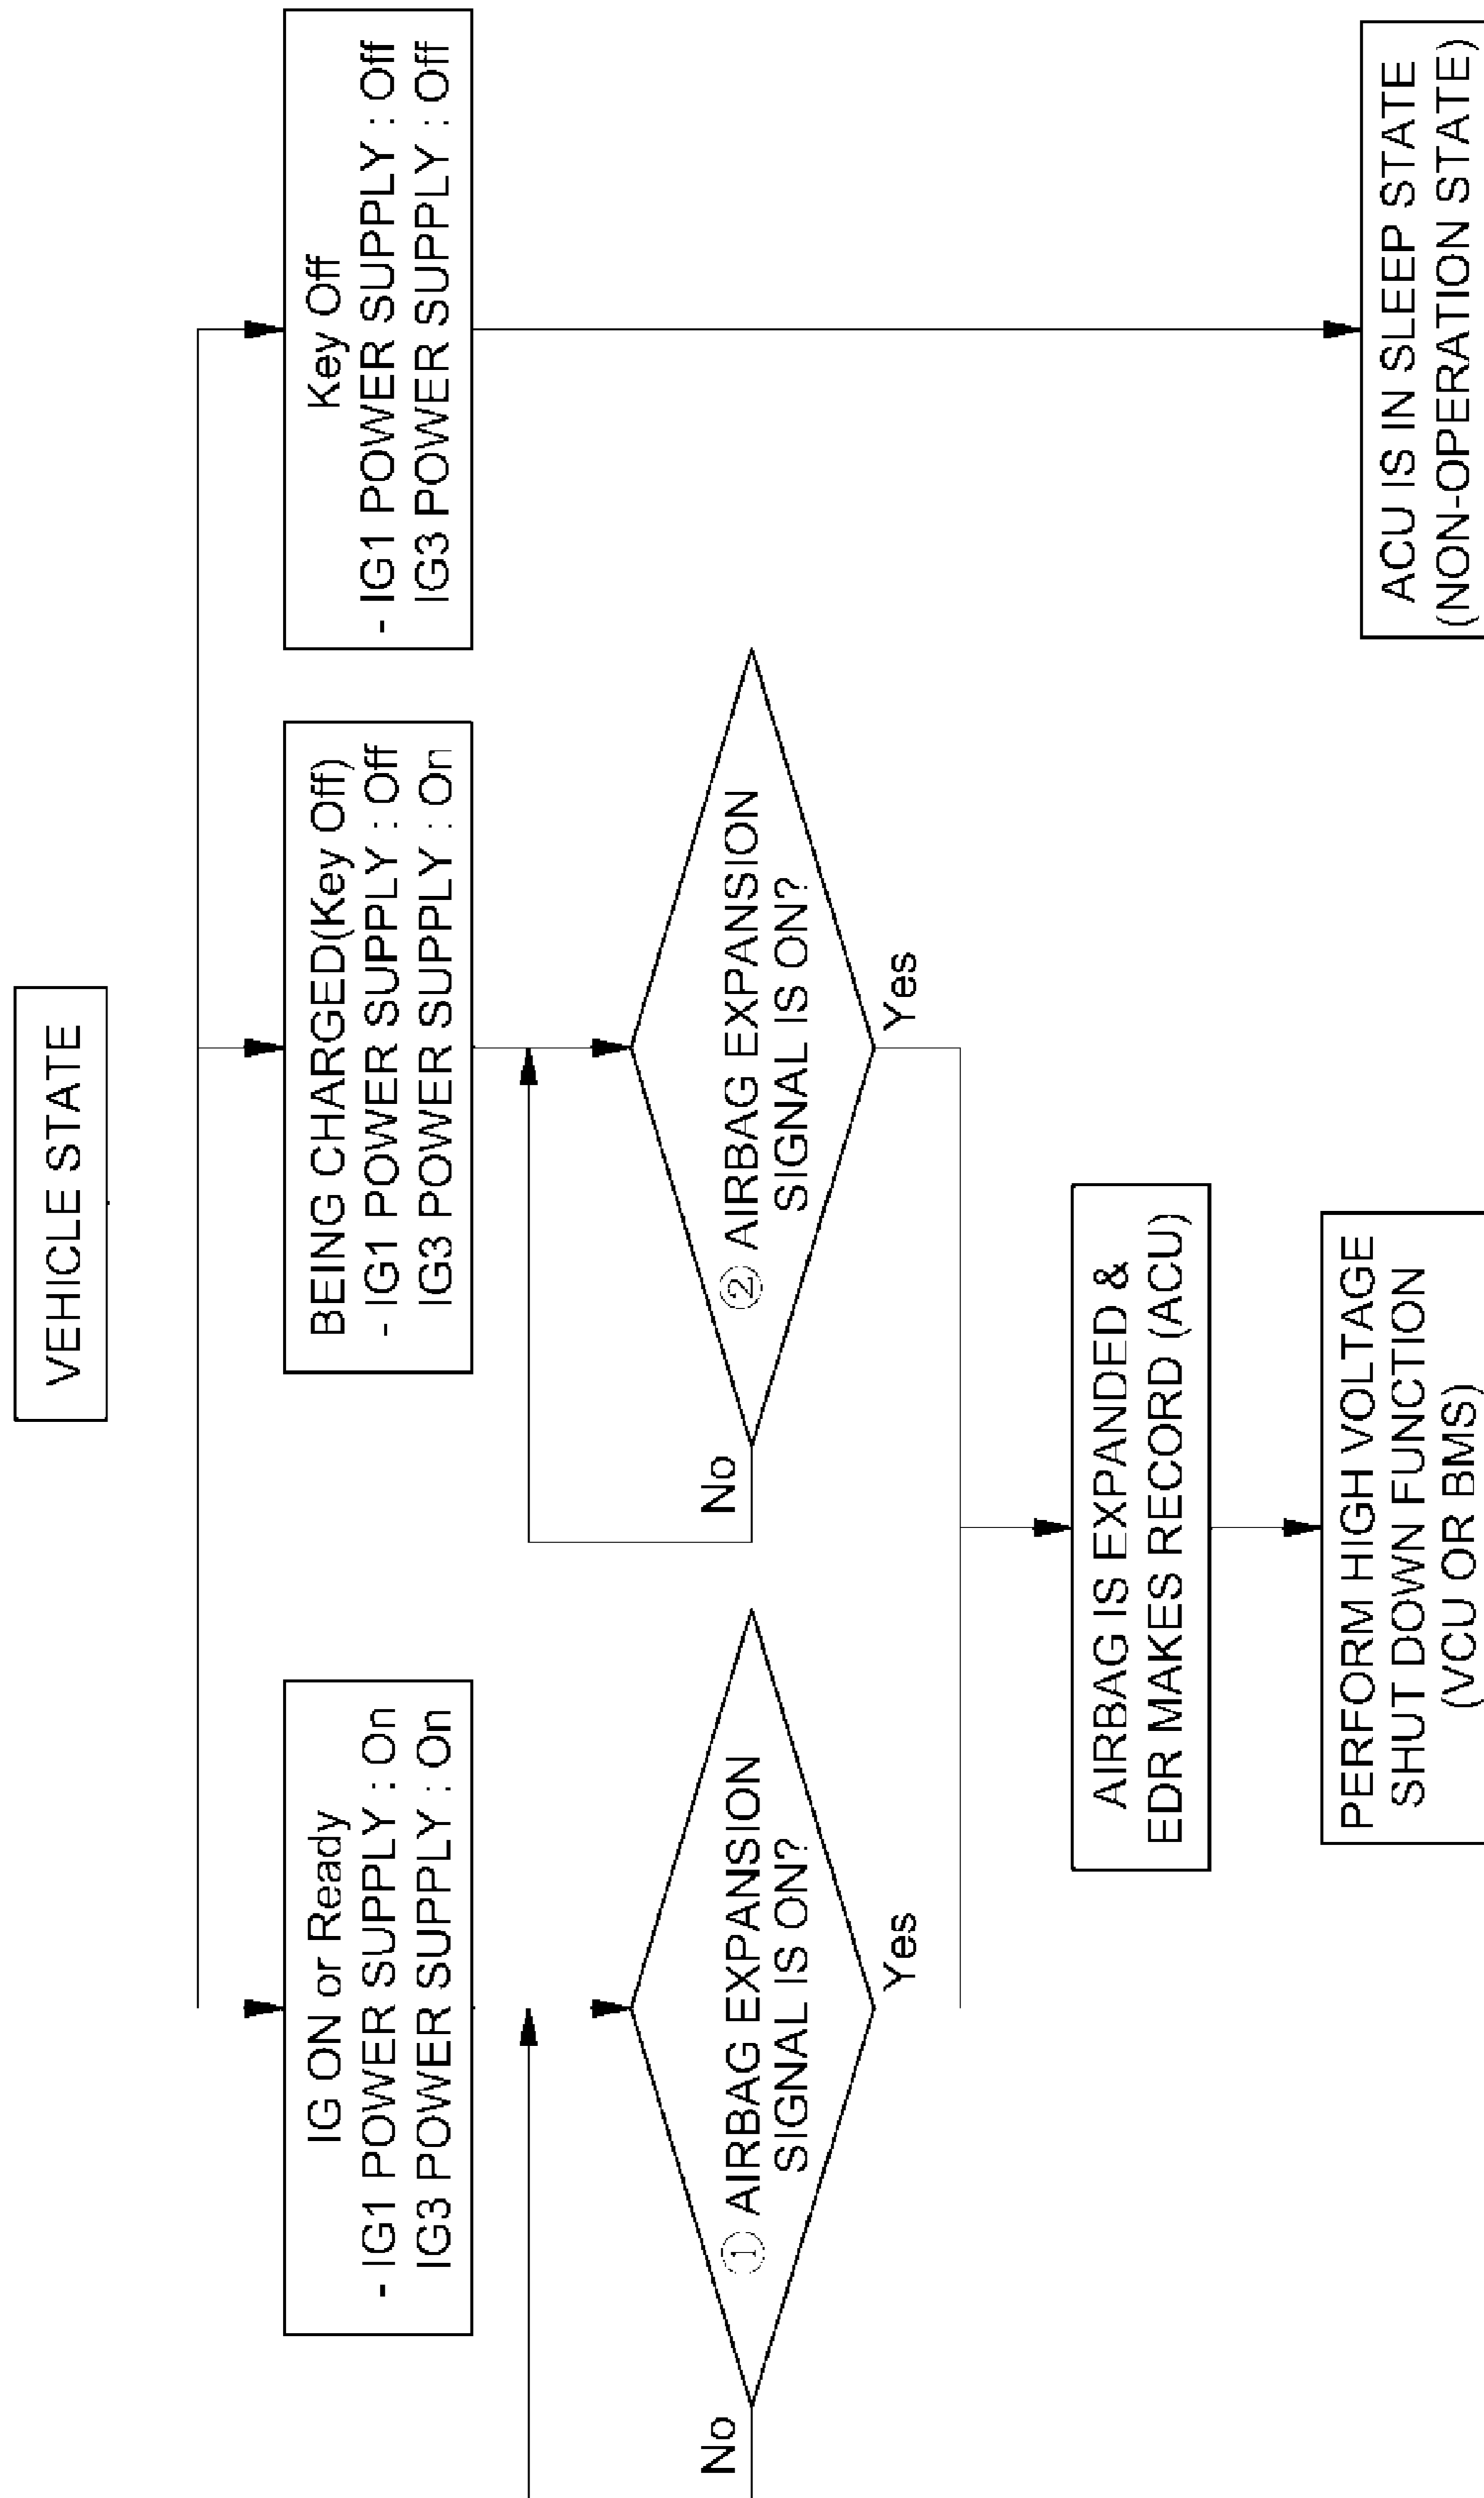 VEHICLE STATE
IG ON or Ready
- IG1 POWER SUPPLY : On
IG3 POWER SUPPLY : On
BEING CHARGED(Key Off)
- IG1 POWER SUPPLY : Off
IG3 POWER SUPPLY : On
Key Off
- IG1 POWER SUPPLY : Off
IG3 POWER SUPPLY : Off
No
① AIRBAG EXPANSION
SIGNAL IS ON?
Yes
No
② AIRBAG EXPANSION
SIGNAL IS ON?
Yes
AIRBAG IS EXPANDED &
EDR MAKES RECORD (ACU)
PERFORM HIGH VOLTAGE
SHUT DOWN FUNCTION
(VCU OR BMS)
ACU IS IN SLEEP STATE
(NON-OPERATION STATE)